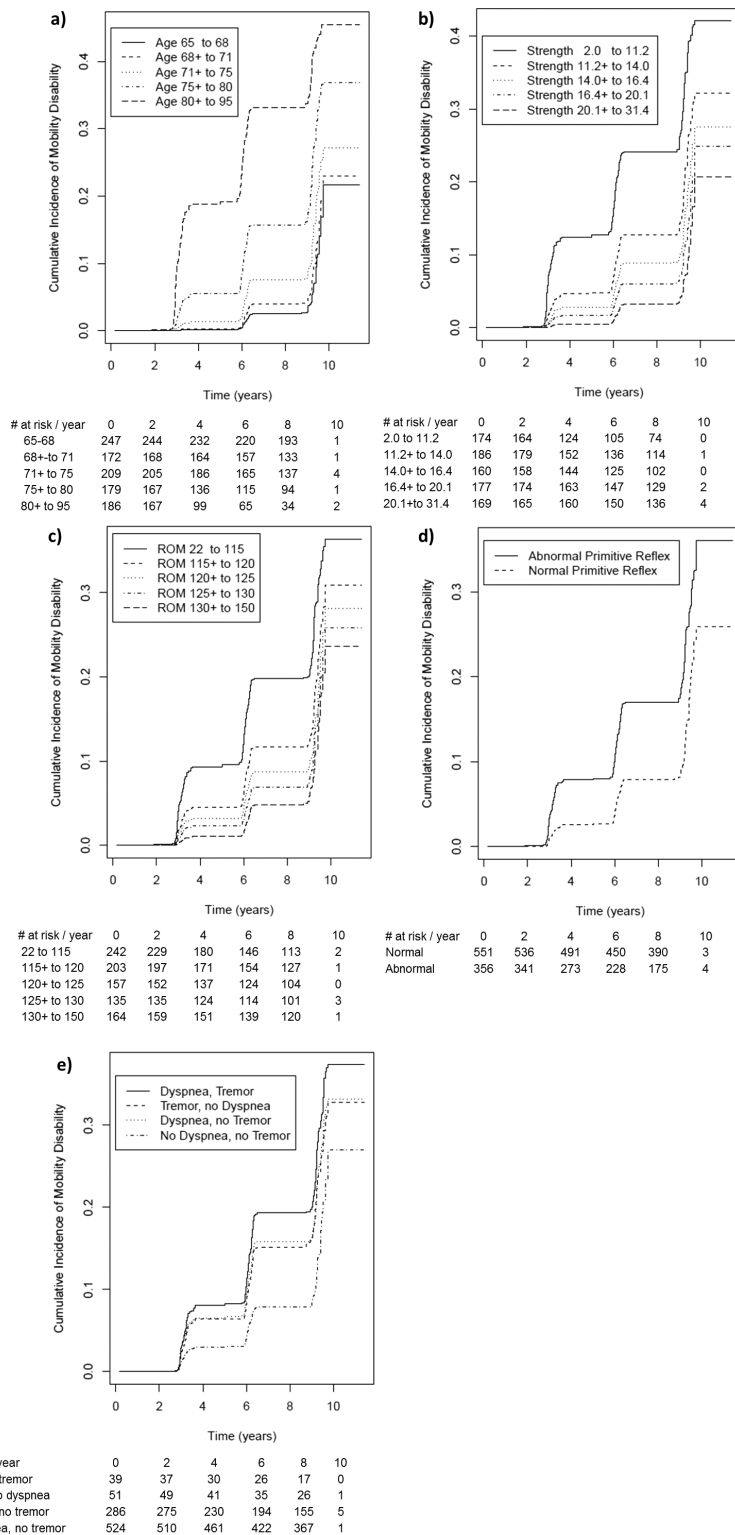 a)
Cumulative Incidence of Mobility Disability
Age 65 to 68
Age 68+ to 71
Age 71+ to 75
Age 75+ to 80
Age 80+ to 95
0.4
0.3
0.2
0.1
0.0
0 2 4 6 8 10
Time (years)
# at risk / year 0 2 4 6 8 10
65-68 247 244 232 220 193 1
68+-to 71 172 168 164 157 133 1
71+ to 75 209 205 186 165 137 4
75+ to 80 179 167 136 115 94 1
80+ to 95 186 167 99 65 34 2
b)
Cumulative Incidence of Mobility Disability
Strength 2.0 to 11.2
Strength 11.2+ to 14.0
Strength 14.0+ to 16.4
Strength 16.4+ to 20.1
Strength 20.1+ to 31.4
0.4
0.3
0.2
0.1
0.0
0 2 4 6 8 10
Time (years)
# at risk / year 0 2 4 6 8 10
2.0 to 11.2 174 164 124 105 74 0
11.2+ to 14.0 186 179 152 136 114 1
14.0+ to 16.4 160 158 144 125 102 0
16.4+ to 20.1 177 174 163 147 129 2
20.1+to 31.4 169 165 160 150 136 4
c)
Cumulative Incidence of Mobility Disability
ROM 22 to 115
ROM 115+ to 120
ROM 120+ to 125
ROM 125+ to 130
ROM 130+ to 150
0.3
0.2
0.1
0.0
0 2 4 6 8 10
Time (years)
# at risk / year 0 2 4 6 8 10
22 to 115 242 229 180 146 113 2
115+ to 120 203 197 171 154 127 1
120+ to 125 157 152 137 124 104 0
125+ to 130 135 135 124 114 101 3
130+ to 150 164 159 151 139 120 1
d)
Cumulative Incidence of Mobility Disability
Abnormal Primitive Reflex
Normal Primitive Reflex
0.3
0.2
0.1
0.0
0 2 4 6 8 10
Time (years)
# at risk / year 0 2 4 6 8 10
Normal 551 536 491 450 390 3
Abnormal 356 341 273 228 175 4
e)
Cumulative Incidence of Mobility Disability
Dyspnea, Tremor
Tremor, no Dyspnea
Dyspnea, no Tremor
No Dyspnea, no Tremor
0.3
0.2
0.1
0.0
0 2 4 6 8 10
Time (years)
year 0 2 4 6 8 10
tremor 39 37 30 26 17 0
dyspnea 51 49 41 35 26 1
no tremor 286 275 230 194 155 5
no tremor 524 510 461 422 367 1